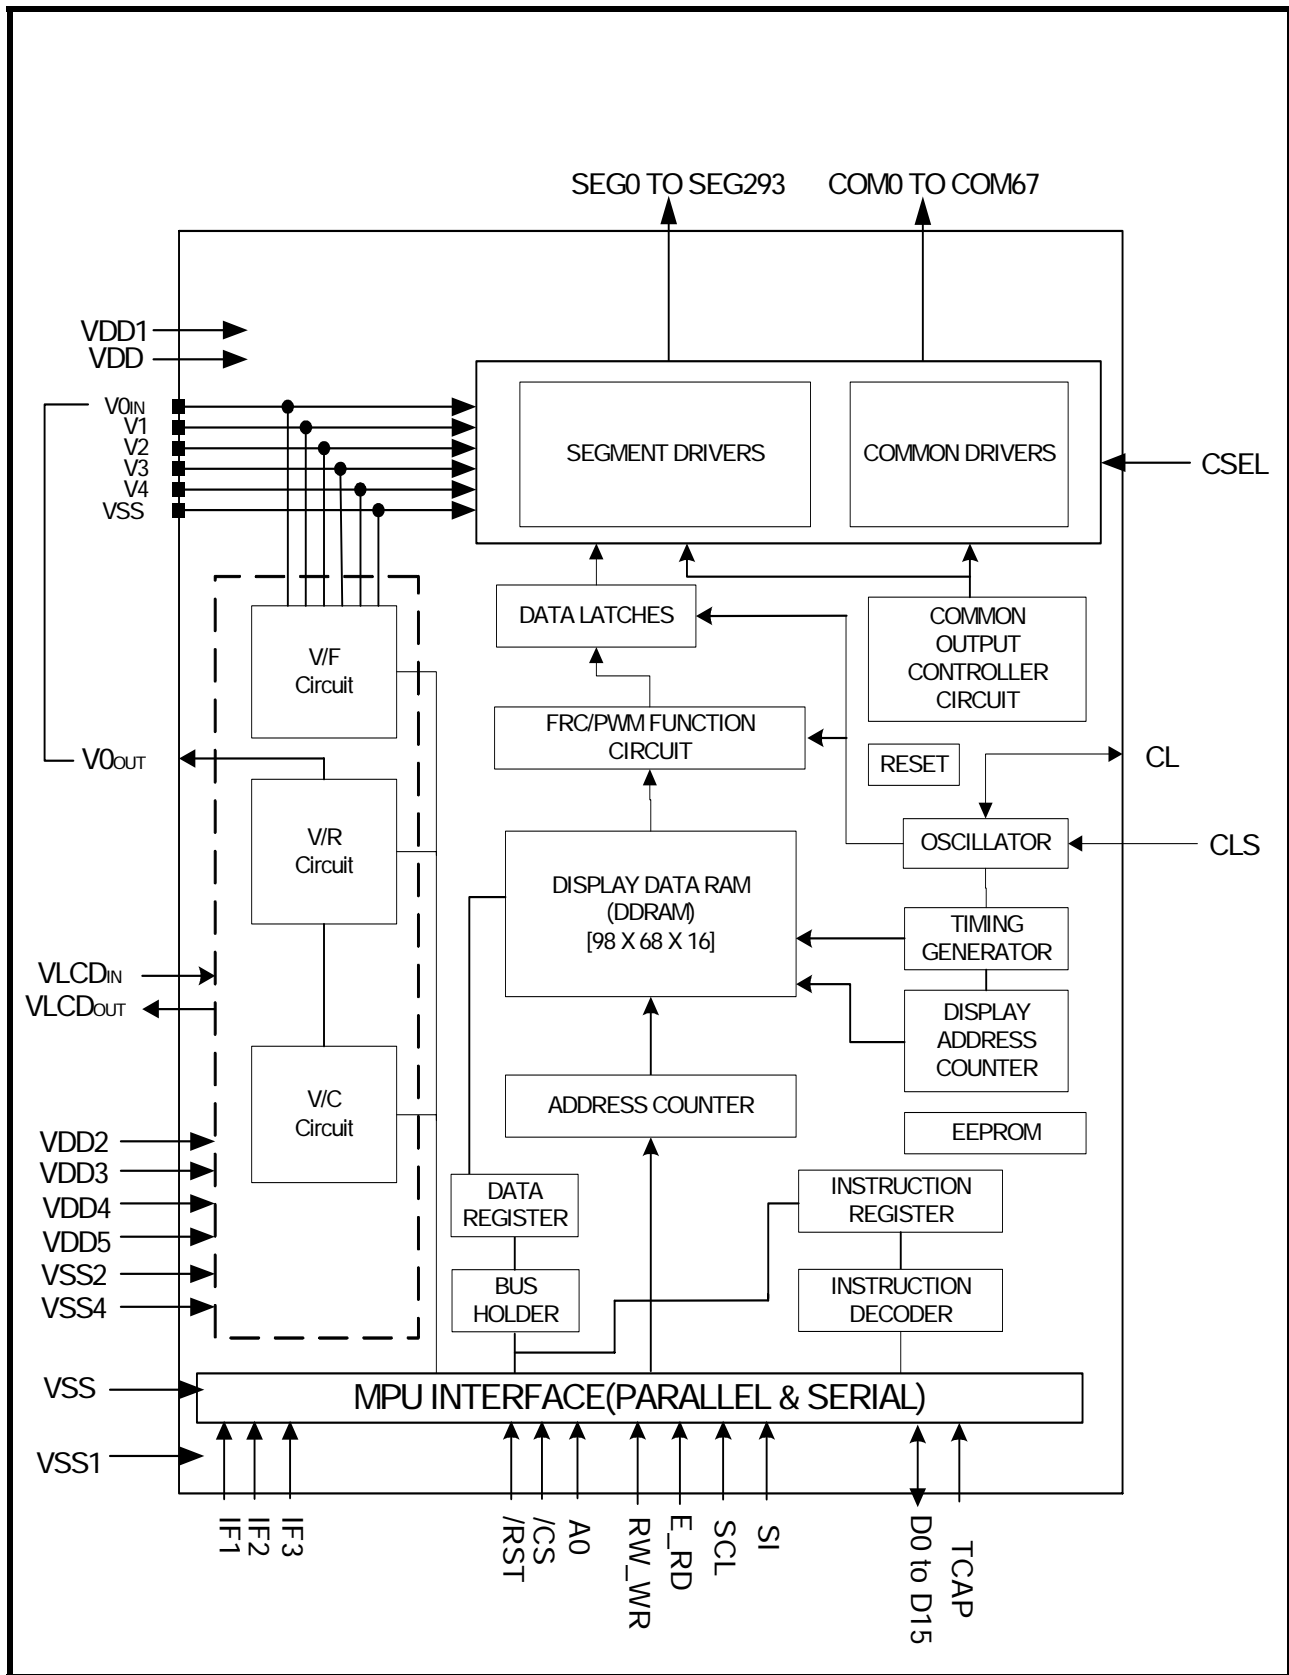 SEG0 TO SEG293
COM0 TO COM67
VDD1
VDD
V0IN
V1
V2
V3
V4
VSS
SEGMENT DRIVERS
COMMON DRIVERS
CSEL
DATA LATCHES
COMMON
OUTPUT
CONTROLLER
CIRCUIT
V/F
Circuit
FRC/PWM FUNCTION
CIRCUIT
RESET
V0OUT
CL
V/R
Circuit
OSCILLATOR
CLS
DISPLAY DATA RAM
(DDRAM)
[98 X 68 X 16]
TIMING
GENERATOR
VLCDIN
VLCDOUT
DISPLAY
ADDRESS
COUNTER
V/C
Circuit
ADDRESS COUNTER
EEPROM
VDD2
VDD3
VDD4
VDD5
VSS2
VSS4
DATA
REGISTER
INSTRUCTION
REGISTER
BUS
HOLDER
INSTRUCTION
DECODER
VSS
MPU INTERFACE(PARALLEL & SERIAL)
VSS1
IF1
IF2
IF3
/RST
/CS
A0
RW_WR
E_RD
SCL
SI
D0 to D15
TCAP